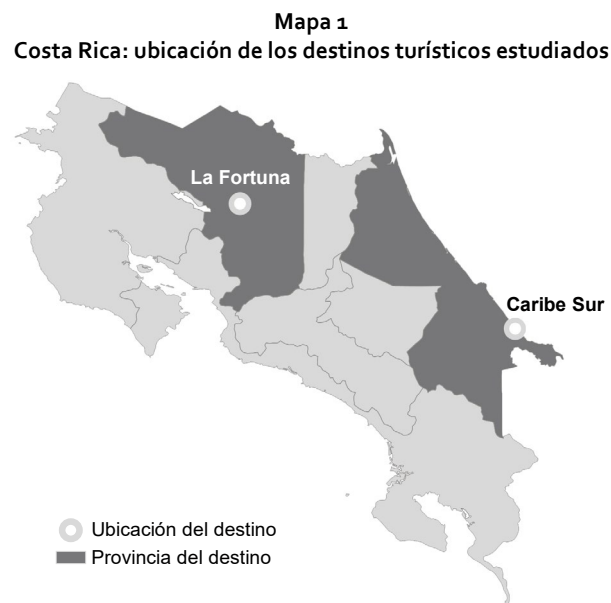 Mapa 1
Costa Rica: ubicación de los destinos turísticos estudiados
La Fortuna
Caribe Sur
Ubicación del destino
Provincia del destino